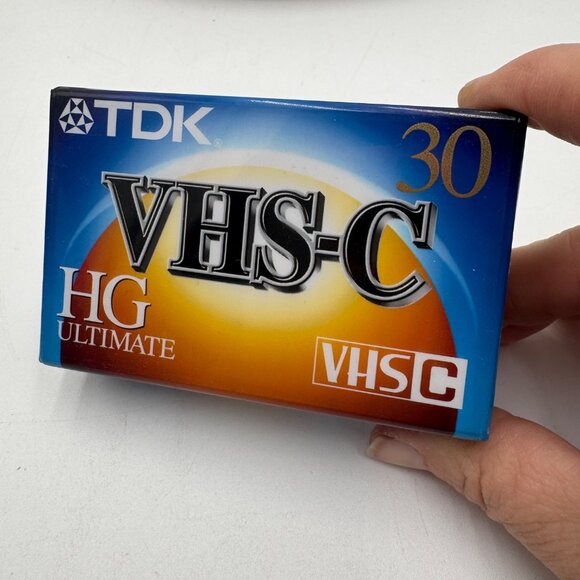 TDK
30
VHS-C
HG
ULTIMATE
VHS C